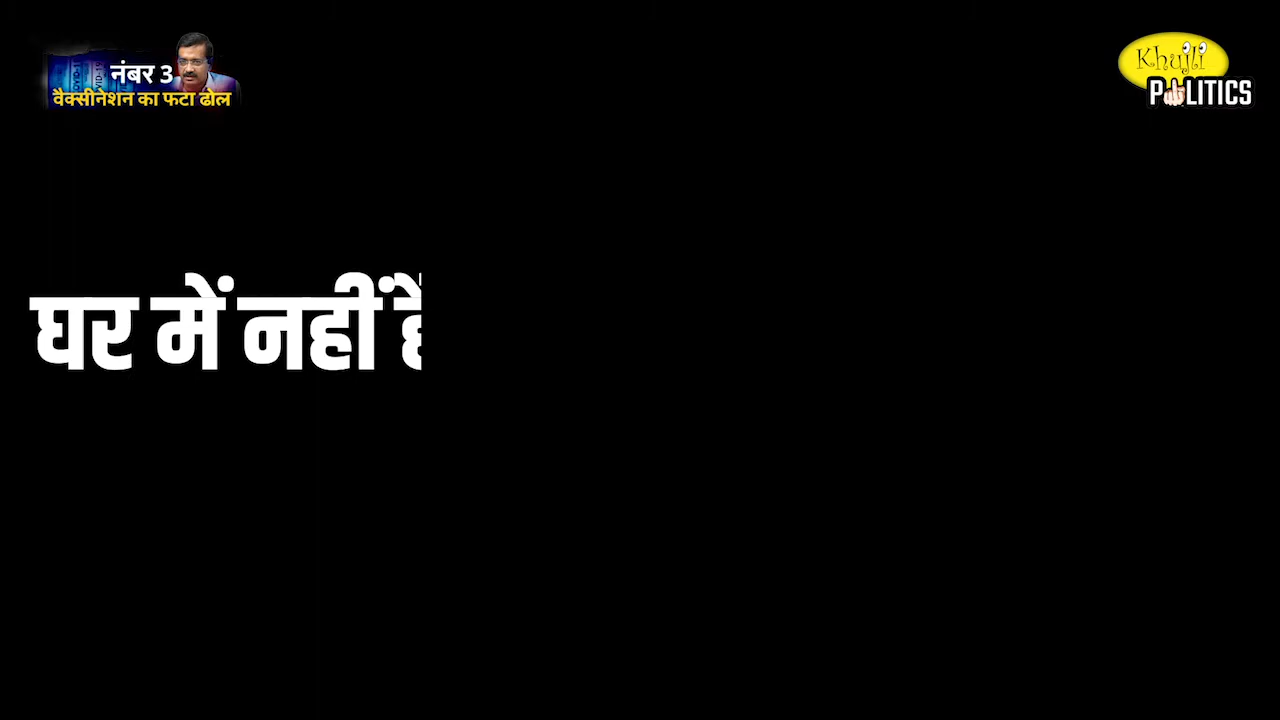 नंबर 3
वैक्सीनेशन का फटा ढोल
Khujli
POLITICS
घर में नहीं